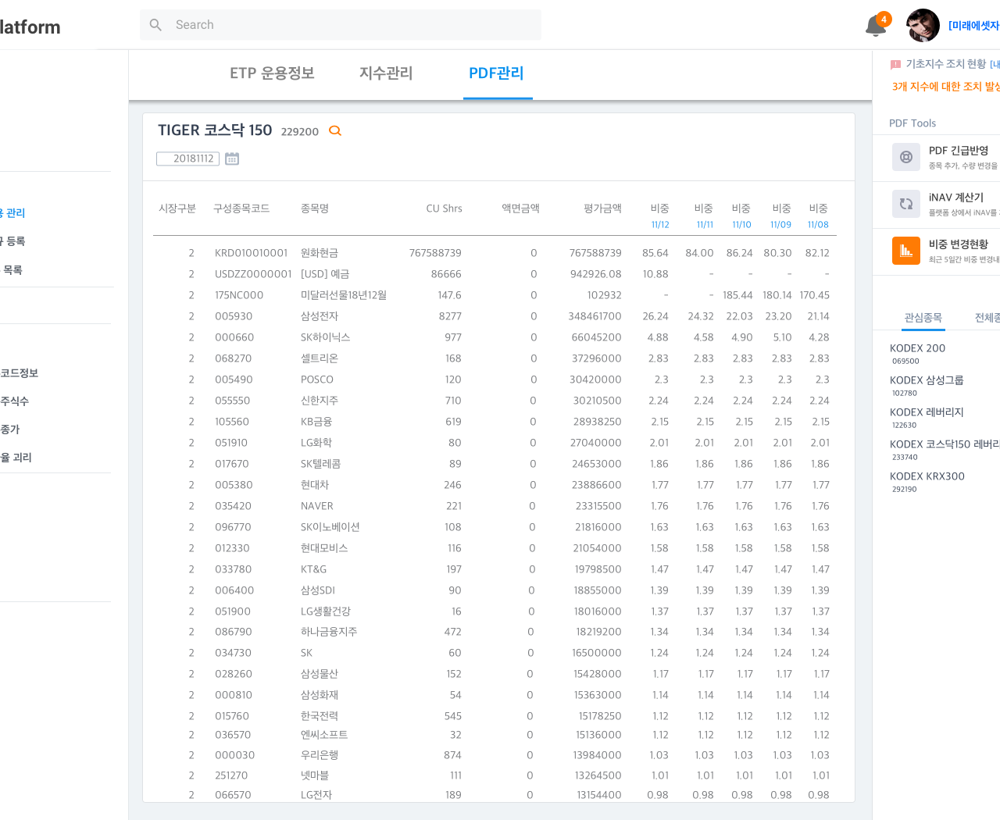 latform
Search
4
[미래에셋자
관리
등록
목록
코드정보
주식수
종가
율 괴리
ETP 운용정보 지수관리 PDF관리
TIGER 코스닥 150 229200
20181112
시장구분 구성종목코드 종목명 CU Shrs 액면금액 평가금액 비중 비중 비중 비중 비중
11/12 11/11 11/10 11/09 11/08
2 KRD010010001 원화현금 767588739 0 767588739 85.64 84.00 86.24 80.30 82.12
2 USDZZ0000001 [USD] 예금 86666 0 942926.08 10.88 - - - -
2 175NC000 미달러선물18년12월 147.6 0 102932 - - 185.44 180.14 170.45
2 005930 삼성전자 8277 0 348461700 26.24 24.32 22.03 23.20 21.14
2 000660 SK하이닉스 977 0 66045200 4.88 4.58 4.90 5.10 4.28
2 068270 셀트리온 168 0 37296000 2.83 2.83 2.83 2.83 2.83
2 005490 POSCO 120 0 30420000 2.3 2.3 2.3 2.3 2.3
2 055550 신한지주 710 0 30210500 2.24 2.24 2.24 2.24 2.24
2 105560 KB금융 619 0 28938250 2.15 2.15 2.15 2.15 2.15
2 051910 LG화학 80 0 27040000 2.01 2.01 2.01 2.01 2.01
2 017670 SK텔레콤 89 0 24653000 1.86 1.86 1.86 1.86 1.86
2 005380 현대차 246 0 23886600 1.77 1.77 1.77 1.77 1.77
2 035420 NAVER 221 0 23315500 1.76 1.76 1.76 1.76 1.76
2 096770 SK이노베이션 108 0 21816000 1.63 1.63 1.63 1.63 1.63
2 012330 현대모비스 116 0 21054000 1.58 1.58 1.58 1.58 1.58
2 033780 KT&G 197 0 19798500 1.47 1.47 1.47 1.47 1.47
2 006400 삼성SDI 90 0 18855000 1.39 1.39 1.39 1.39 1.39
2 051900 LG생활건강 16 0 18016000 1.37 1.37 1.37 1.37 1.37
2 086790 하나금융지주 472 0 18219200 1.34 1.34 1.34 1.34 1.34
2 034730 SK 60 0 16500000 1.24 1.24 1.24 1.24 1.24
2 028260 삼성물산 152 0 15428000 1.17 1.17 1.17 1.17 1.17
2 000810 삼성화재 54 0 15363000 1.14 1.14 1.14 1.14 1.14
2 015760 한국전력 545 0 15178250 1.12 1.12 1.12 1.12 1.12
2 036570 엔씨소프트 32 0 15136000 1.12 1.12 1.12 1.12 1.12
2 000030 우리은행 874 0 13984000 1.03 1.03 1.03 1.03 1.03
2 251270 넷마블 111 0 13264500 1.01 1.01 1.01 1.01 1.01
2 066570 LG전자 189 0 13154400 0.98 0.98 0.98 0.98 0.98
기초지수 조치 현황 [내
3개 지수에 대한 조치 발생
PDF Tools
PDF 긴급반영
종목 추가, 수량 변경을
iNAV 계산기
플랫폼 상에서 iNAV를
비중 변경현황
최근 5일간 비중 변경내
관심종목 전체종
KODEX 200
069500
KODEX 삼성그룹
102780
KODEX 레버리지
122630
KODEX 코스닥150 레버리
233740
KODEX KRX300
292190